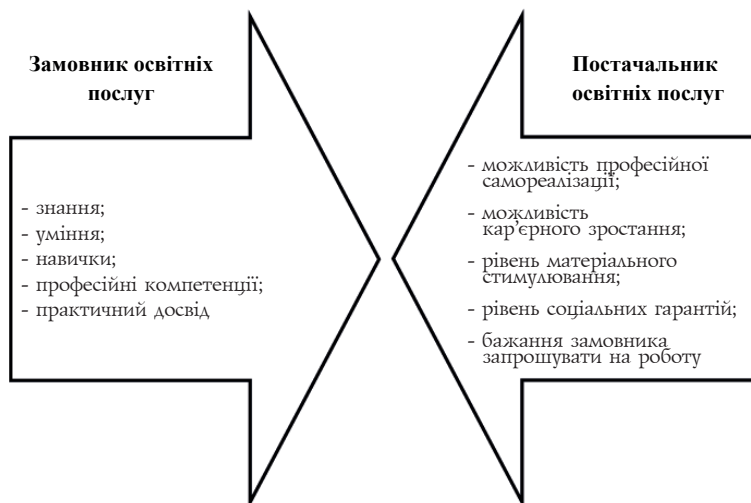 Замовник освітніх
послуг
- знання;
- уміння;
- навички;
- професійні компетенції;
- практичний досвід
Постачальник
освітніх послуг
- можливість професійної
самореалізації;
- можливість
кар’єрного зростання;
- рівень матеріального
стимулювання;
- рівень соціальних гарантій;
- бажання замовника
запрошувати на роботу